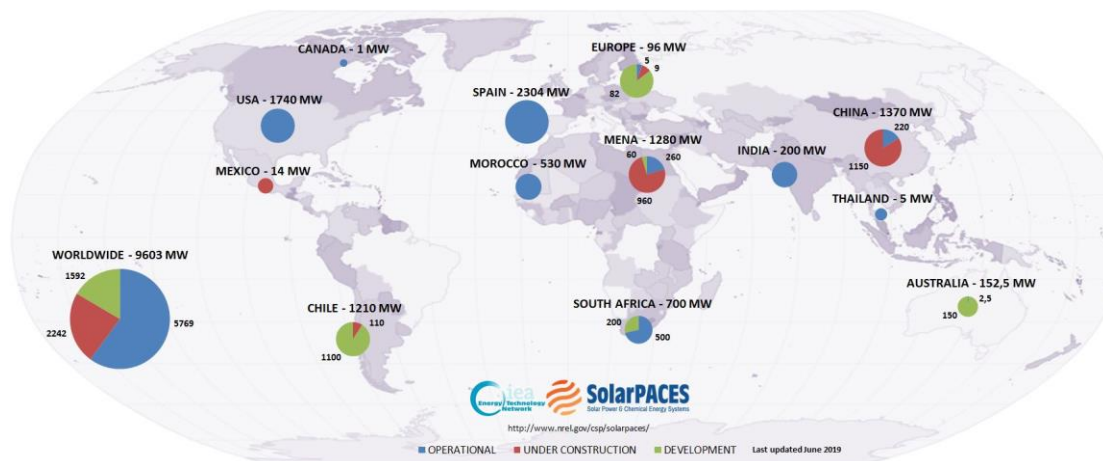 CANADA - 1 MW
EUROPE - 96 MW
5
9
82
USA - 1740 MW
SPAIN - 2304 MW
CHINA - 1370 MW
220
1150
MENA - 1280 MW
60
260
960
INDIA - 200 MW
MOROCCO - 530 MW
MEXICO - 14 MW
THAILAND - 5 MW
WORLDWIDE - 9603 MW
1592
2242
5769
CHILE - 1210 MW
110
1100
SOUTH AFRICA - 700 MW
200
500
AUSTRALIA - 152,5 MW
2,5
150
iea
Energy Technology
Network
SolarPACES
Solar Power & Chemical Energy Systems
http://www.nrel.gov/csp/solarpaces/
OPERATIONAL UNDER CONSTRUCTION DEVELOPMENT Last updated June 2019